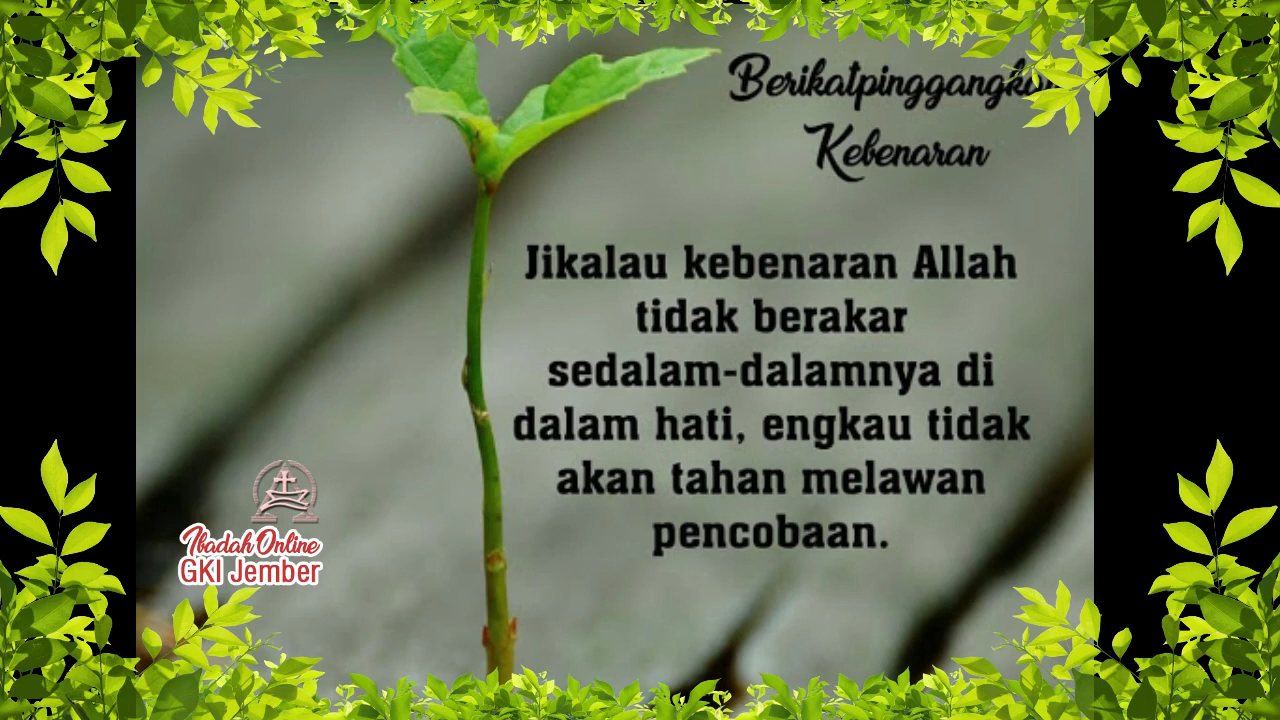 Kebenaran
Jikalau kebenaran Allah
tidak berakar
sedalam-dalamnya di
dalam hati, engkau tidak
akan tahan melawan
pencobaan.
Ibadah Online
GKI Jember